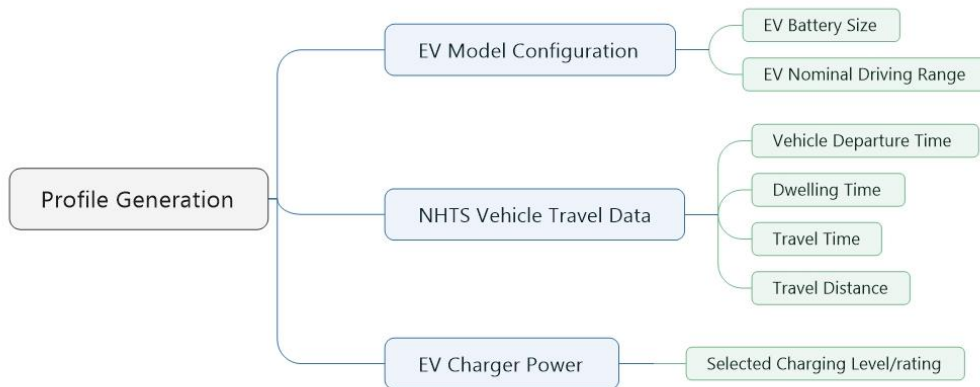 Profile Generation
EV Model Configuration
EV Battery Size
EV Nominal Driving Range
NHTS Vehicle Travel Data
Vehicle Departure Time
Dwelling Time
Travel Time
Travel Distance
EV Charger Power
Selected Charging Level/rating